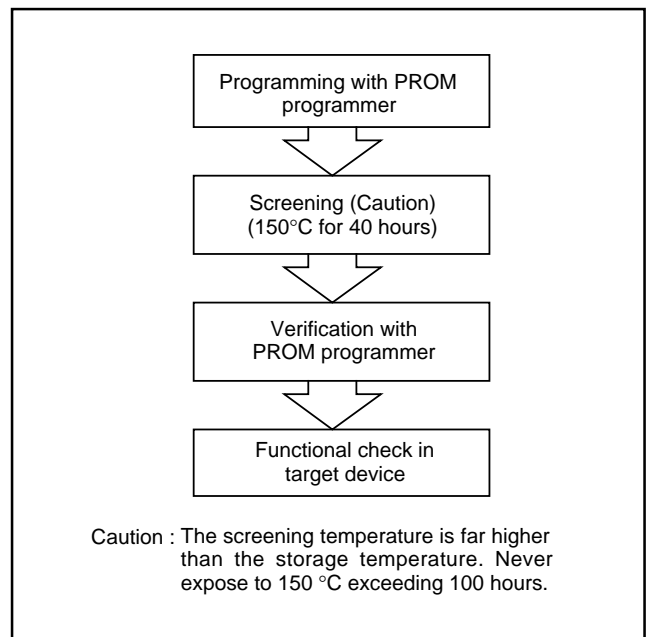 Programming with PROM
programmer
Screening (Caution)
(150°C for 40 hours)
Verification with
PROM programmer
Functional check in
target device
Caution : The screening temperature is far higher
than the storage temperature. Never
expose to 150 °C exceeding 100 hours.